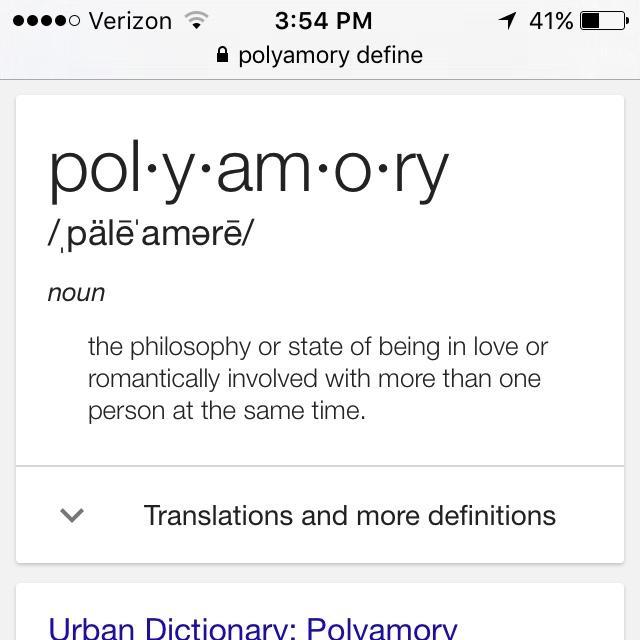 Verizon 3:54 PM 41%
polyamory define
pol·y·am·o·ry
/ˌpälēˈamərē/
noun
the philosophy or state of being in love or
romantically involved with more than one
person at the same time.
Translations and more definitions
Urban Dictionary: Polyamory